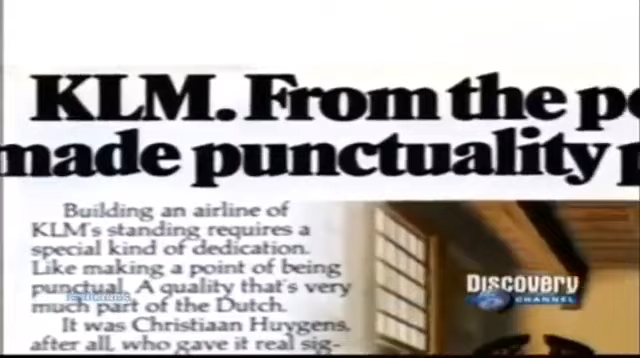 KLM. From the pe
made punctuality p
Building an airline of
KLM's standing requires a
special kind of dedication.
Like making a point of being
punctual. A quality that's very
much part of the Dutch.
It was Christiaan Huygens,
after all, who gave it real sig-
DISCOVERY
CHANNEL